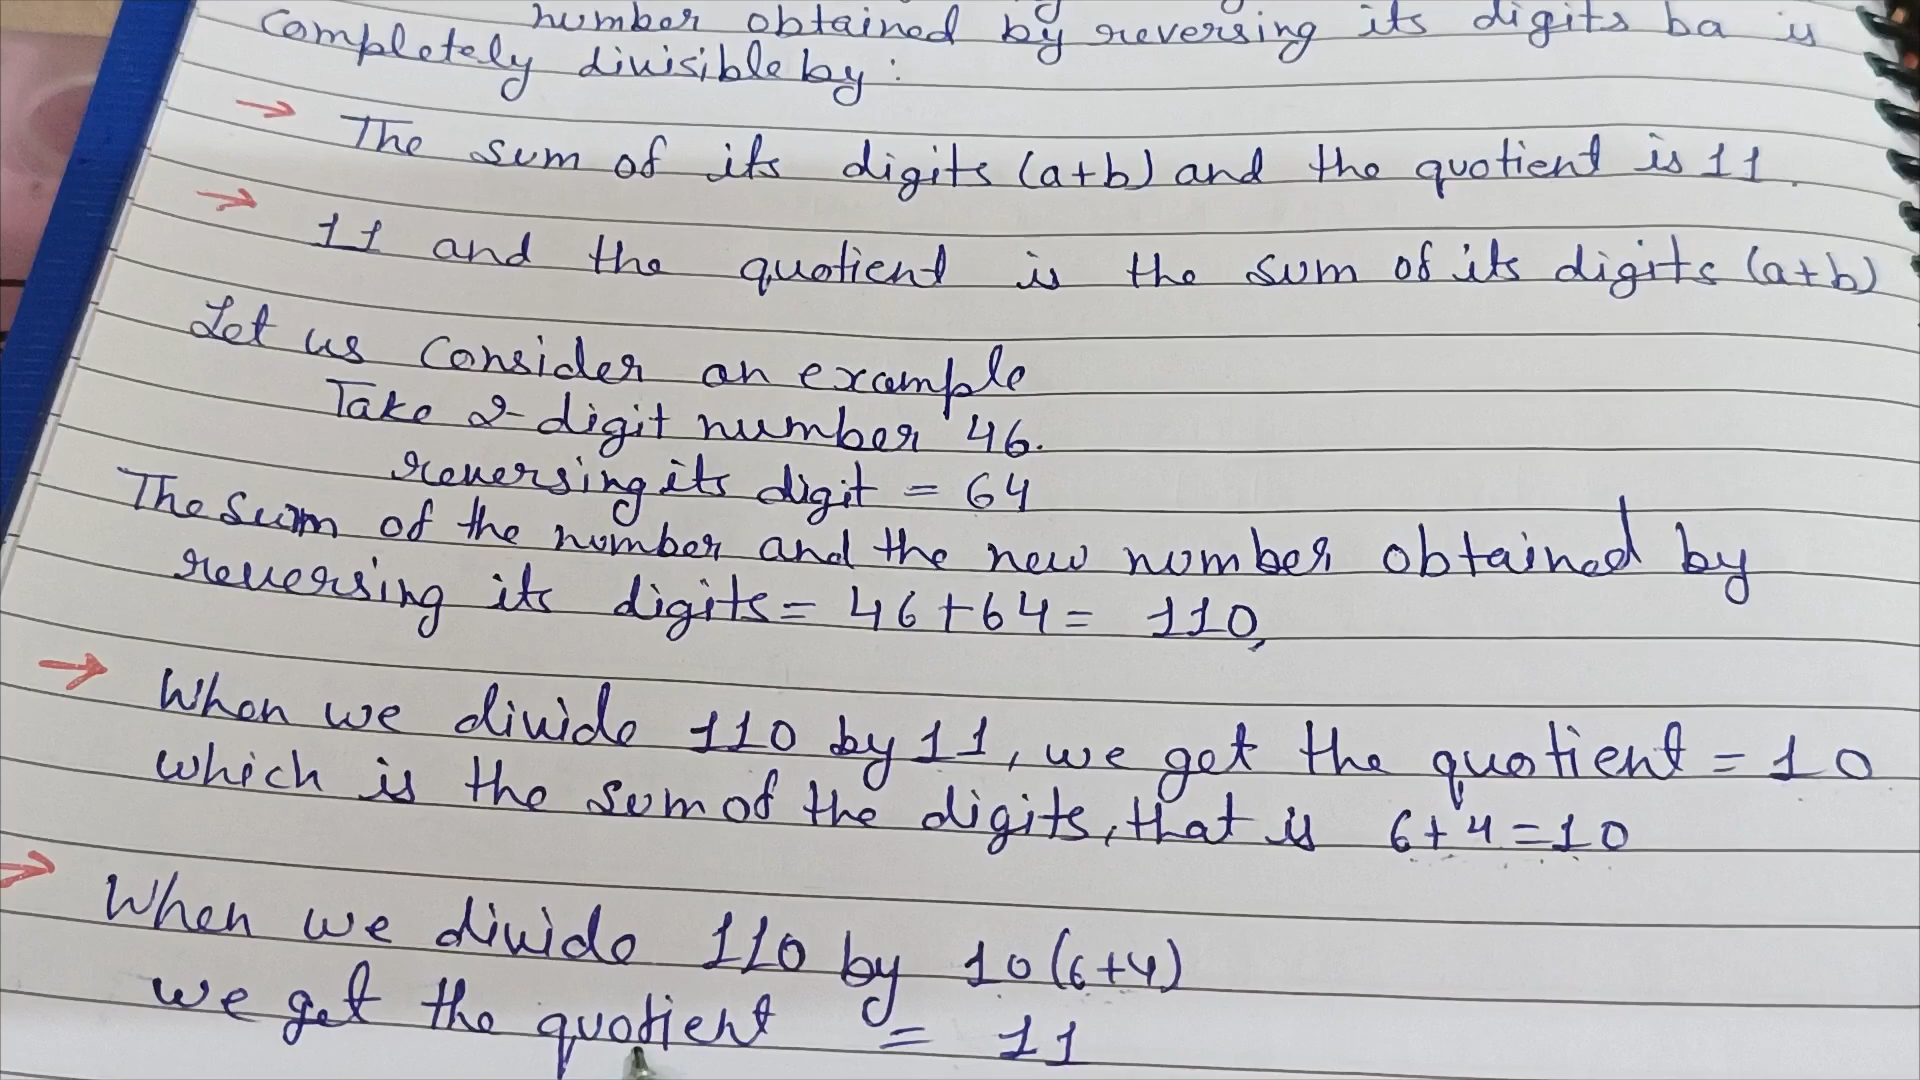 number obtained by reversing its digits ba is
completely divisible by:
→ The sum of its digits (a+b) and the quotient is 11.
→ 11 and the quotient is the sum of its digits (a+b)
Let us consider an example
Take 2-digit number 46.
reversing its digit = 64
The sum of the number and the new number obtained by
reversing its digits = 46+64 = 110,
→ When we divide 110 by 11, we get the quotient = 10
which is the sum of the digits, that is 6+4=10
→ When we divide 110 by 10(6+4)
we get the quotient = 11